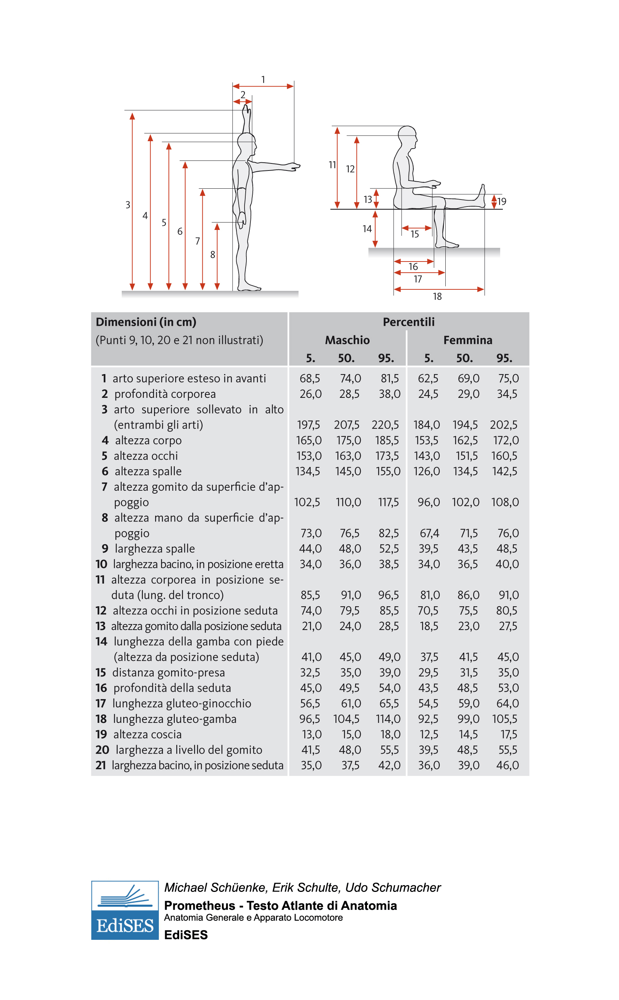 1
2
3
4
5
6
7
8
11
12
13
14
15
16
17
18
19
Dimensioni (in cm) Percentili
(Punti 9, 10, 20 e 21 non illustrati) Maschio Femmina
5. 50. 95. 5. 50. 95.
1 arto superiore esteso in avanti 68,5 74,0 81,5 62,5 69,0 75,0
2 profondità corporea 26,0 28,5 38,0 24,5 29,0 34,5
3 arto superiore sollevato in alto
(entrambi gli arti) 197,5 207,5 220,5 184,0 194,5 202,5
4 altezza corpo 165,0 175,0 185,5 153,5 162,5 172,0
5 altezza occhi 153,0 163,0 173,5 143,0 151,5 160,5
6 altezza spalle 134,5 145,0 155,0 126,0 134,5 142,5
7 altezza gomito da superficie d'ap-
poggio 102,5 110,0 117,5 96,0 102,0 108,0
8 altezza mano da superficie d'ap-
poggio 73,0 76,5 82,5 67,4 71,5 76,0
9 larghezza spalle 44,0 48,0 52,5 39,5 43,5 48,5
10 larghezza bacino, in posizione eretta 34,0 36,0 38,5 34,0 36,5 40,0
11 altezza corporea in posizione se-
duta (lung. del tronco) 85,5 91,0 96,5 81,0 86,0 91,0
12 altezza occhi in posizione seduta 74,0 79,5 85,5 70,5 75,5 80,5
13 altezza gomito dalla posizione seduta 21,0 24,0 28,5 18,5 23,0 27,5
14 lunghezza della gamba con piede
(altezza da posizione seduta) 41,0 45,0 49,0 37,5 41,5 45,0
15 distanza gomito-presa 32,5 35,0 39,0 29,5 31,5 35,0
16 profondità della seduta 45,0 49,5 54,0 43,5 48,5 53,0
17 lunghezza gluteo-ginocchio 56,5 61,0 65,5 54,5 59,0 64,0
18 lunghezza gluteo-gamba 96,5 104,5 114,0 92,5 99,0 105,5
19 altezza coscia 13,0 15,0 18,0 12,5 14,5 17,5
20 larghezza a livello del gomito 41,5 48,0 55,5 39,5 48,5 55,5
21 larghezza bacino, in posizione seduta 35,0 37,5 42,0 36,0 39,0 46,0
Michael Schüenke, Erik Schulte, Udo Schumacher
Prometheus - Testo Atlante di Anatomia
Anatomia Generale e Apparato Locomotore
EdiSES
EdiSES